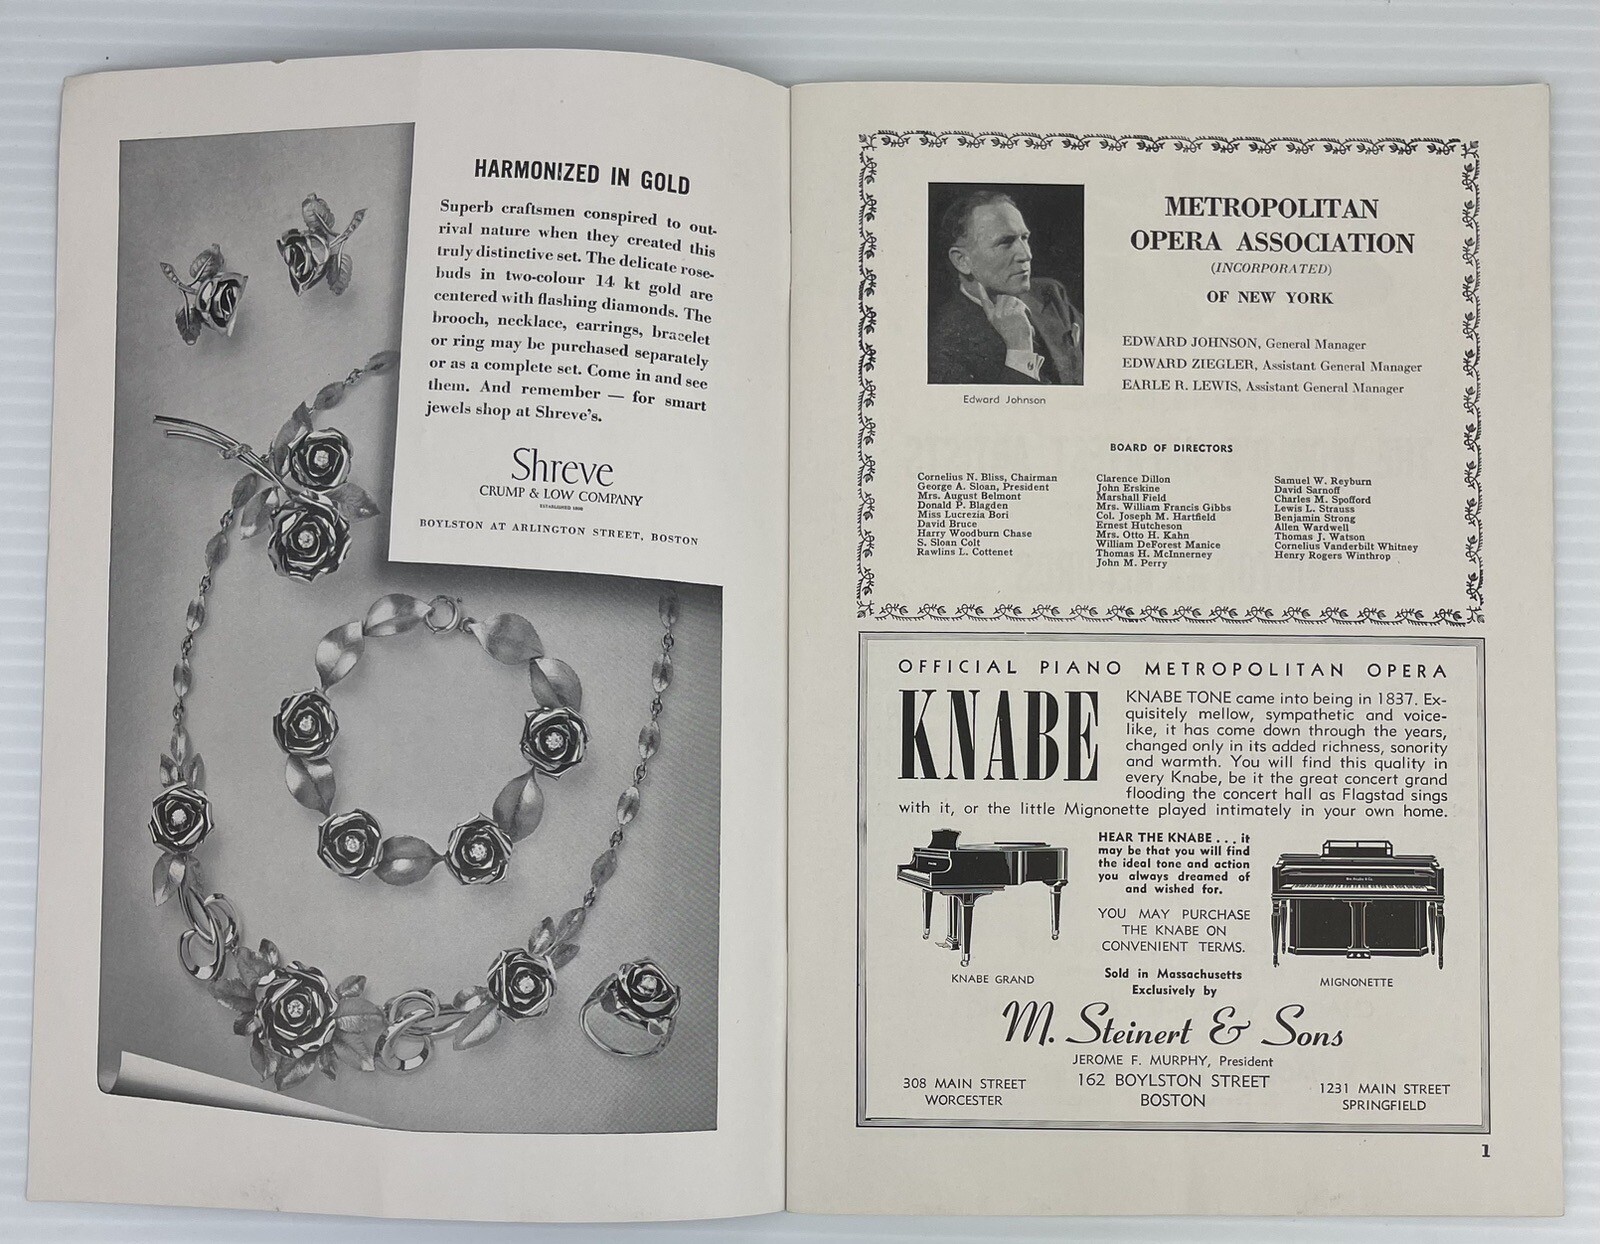 HARMONIZED IN GOLD
Superb craftsmen conspired to out-
rival nature when they created this
truly distinctive set. The delicate rose-
buds in two-colour 14 kt gold are
centered with flashing diamonds. The
brooch, necklace, earrings, bracelet
or ring may be purchased separately
or as a complete set. Come in and see
them. And remember — for smart
jewels shop at Shreve's.
Shreve
CRUMP & LOW COMPANY
BOYLSTON AT ARLINGTON STREET, BOSTON
METROPOLITAN
OPERA ASSOCIATION
(INCORPORATED)
OF NEW YORK
EDWARD JOHNSON, General Manager
EDWARD ZIEGLER, Assistant General Manager
EARLE R. LEWIS, Assistant General Manager
Edward Johnson
BOARD OF DIRECTORS
Cornelius N. Bliss, Chairman
George A. Sloan, President
Mrs. August Belmont
Donald P. Blagden
Miss Lucrezia Bori
David Bruce
Harry Woodburn Chase
S. Sloan Colt
Rawlins L. Cottenet
Clarence Dillon
John Erskine
Marshall Field
Mrs. William Francis Gibbs
Col. Joseph M. Hartfield
Ernest Hutcheson
Mrs. Otto H. Kahn
William DeForest Manice
Thomas H. McInnerney
John M. Perry
Samuel W. Reyburn
David Sarnoff
Charles M. Spofford
Lewis L. Strauss
Benjamin Strong
Allen Wardwell
Thomas J. Watson
Cornelius Vanderbilt Whitney
Henry Rogers Winthrop
OFFICIAL PIANO METROPOLITAN OPERA
KNABE
KNABE TONE came into being in 1837. Ex-
quisitely mellow, sympathetic and voice-
like, it has come down through the years,
changed only in its added richness, sonority
and warmth. You will find this quality in
every Knabe, be it the great concert grand
flooding the concert hall as Flagstad sings
with it, or the little Mignonette played intimately in your own home.
HEAR THE KNABE . . . it
may be that you will find
the ideal tone and action
you always dreamed of
and wished for.
YOU MAY PURCHASE
THE KNABE ON
CONVENIENT TERMS.
KNABE GRAND
MIGNONETTE
Sold in Massachusetts
Exclusively by
M. Steinert & Sons
JEROME F. MURPHY, President
308 MAIN STREET
WORCESTER
162 BOYLSTON STREET
BOSTON
1231 MAIN STREET
SPRINGFIELD
1